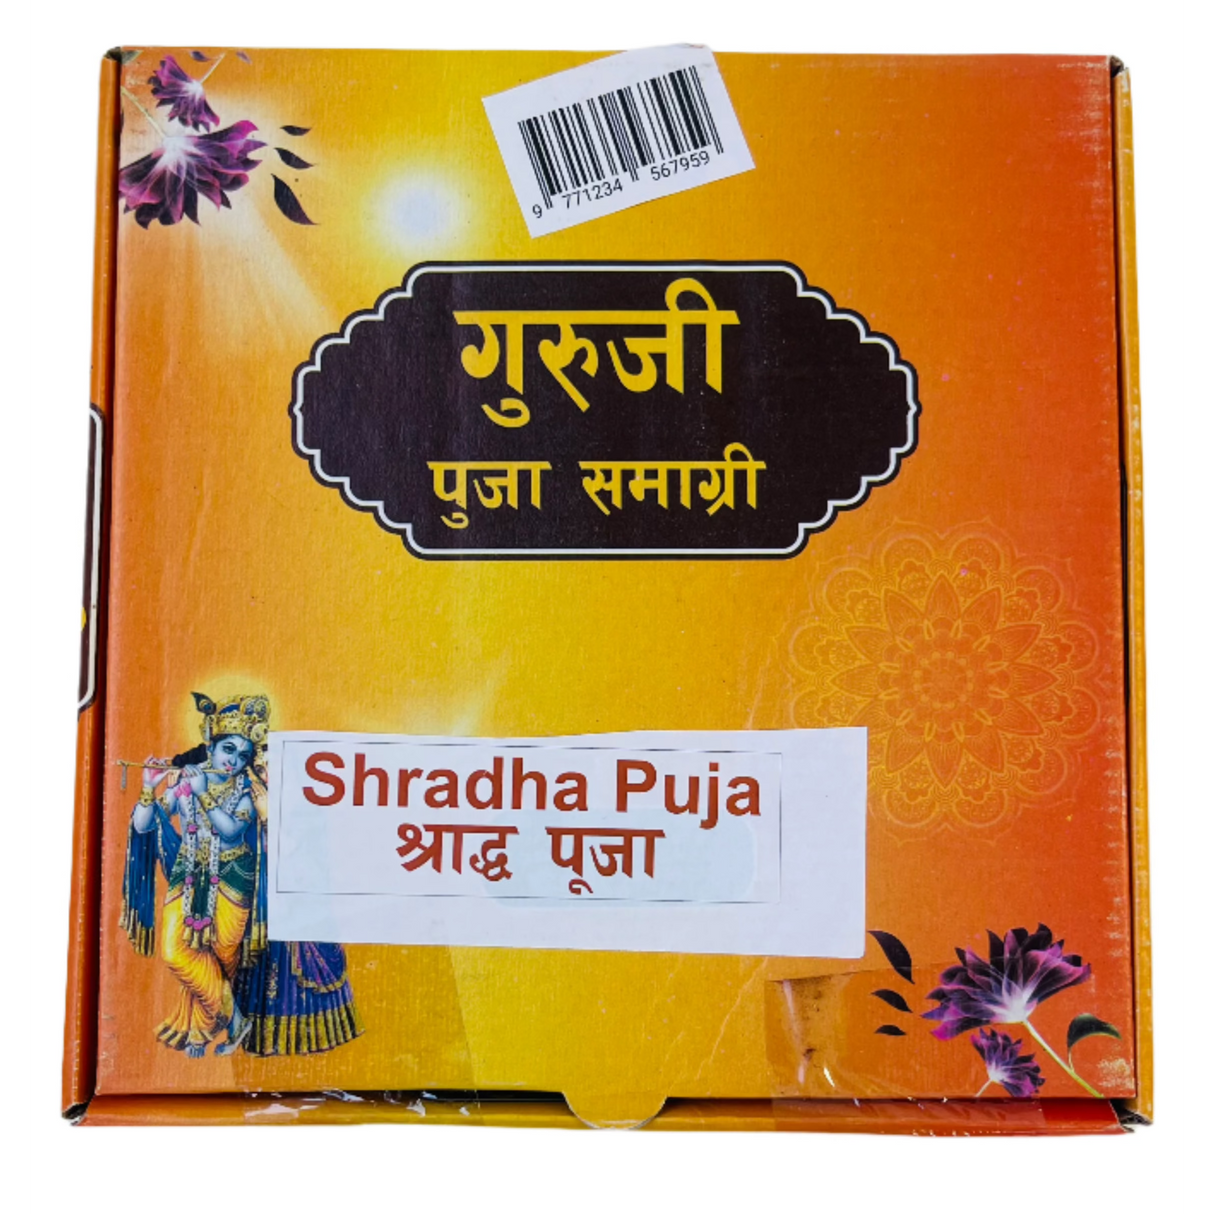 9 771234 567959
गुरुजी
पुजा समाग्री
Shradha Puja
श्राद्ध पूजा